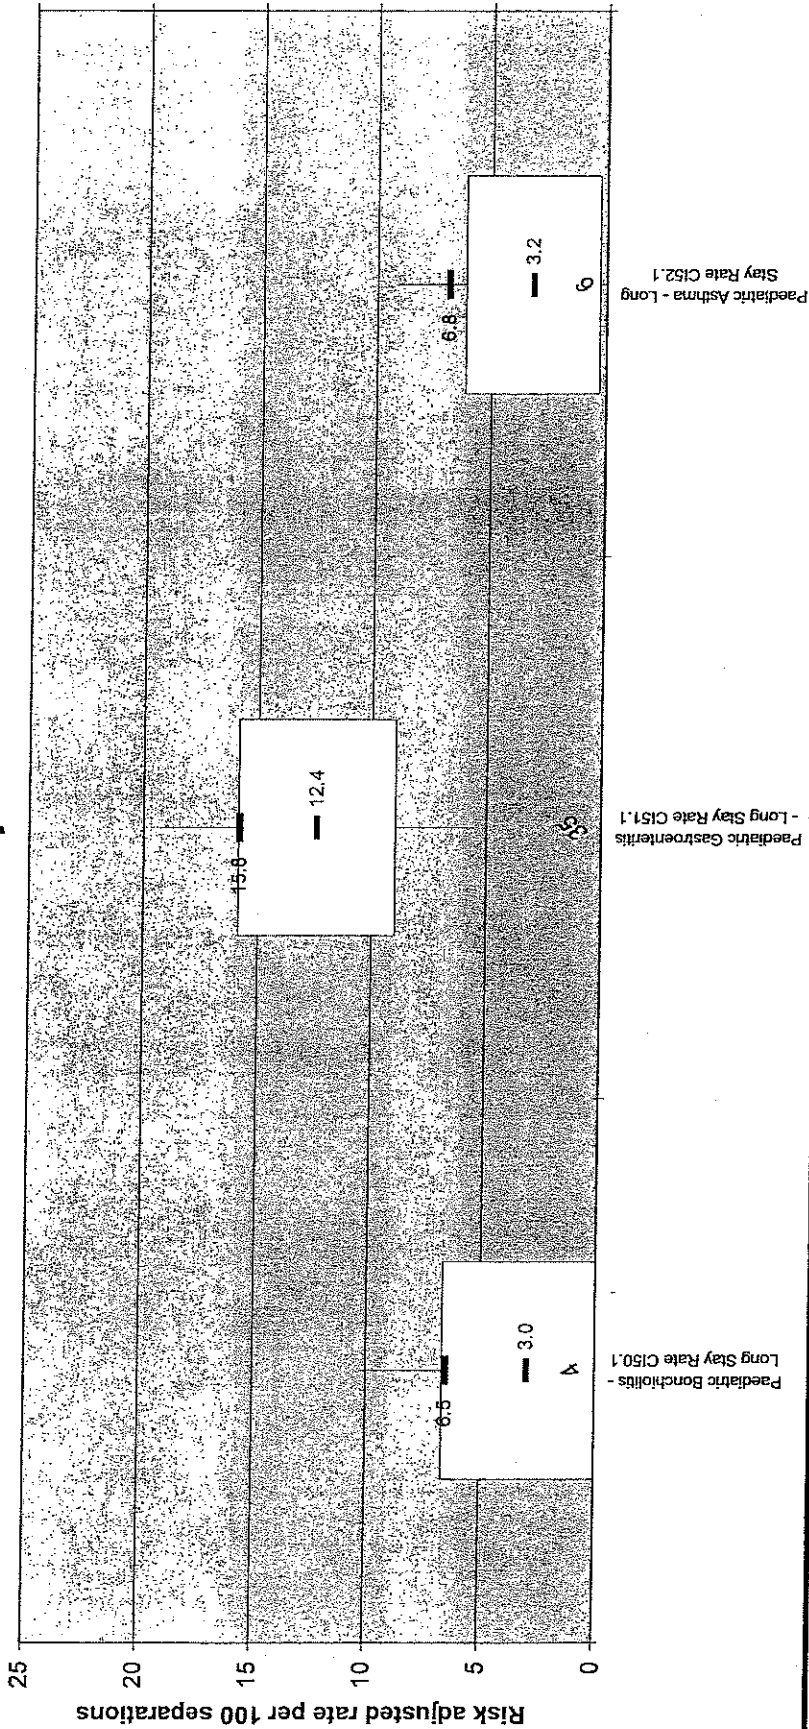 Risk adjusted rate per 100 separations
25
20
15
10
5
0
6.5
3.0
4
Paediatric Bonchiolitis -
Long Stay Rate CI50.1
12.4
35
Paediatric Gastroenteritis
- Long Stay Rate CI51.1
6.8
3.2
6
Paediatric Asthma - Long
Stay Rate CI52.1